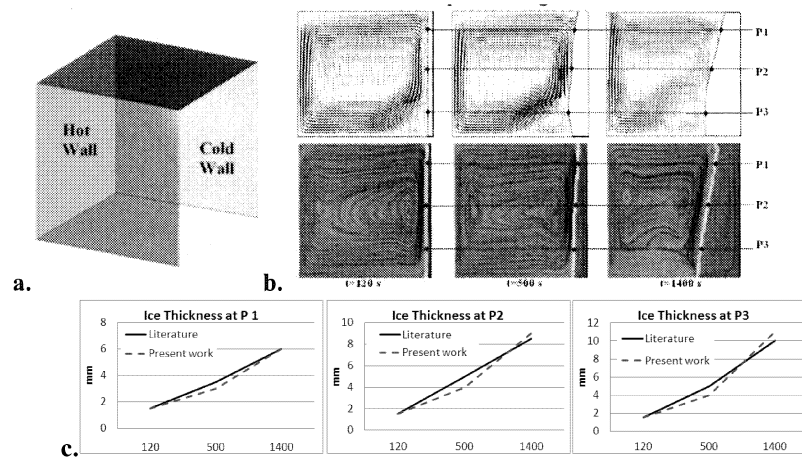 Hot
Wall
Cold
Wall
a.
b.
P1
P2
P3
P1
P2
P3
t=120 s
t=500 s
t=1400 s
c.
Ice Thickness at P 1
8
6
4
2
0
mm
Literature
Present work
120
500
1400
Ice Thickness at P2
10
8
6
4
2
0
mm
Literature
Present work
120
500
1400
Ice Thickness at P3
12
10
8
6
4
2
0
mm
Literature
Present work
120
500
1400